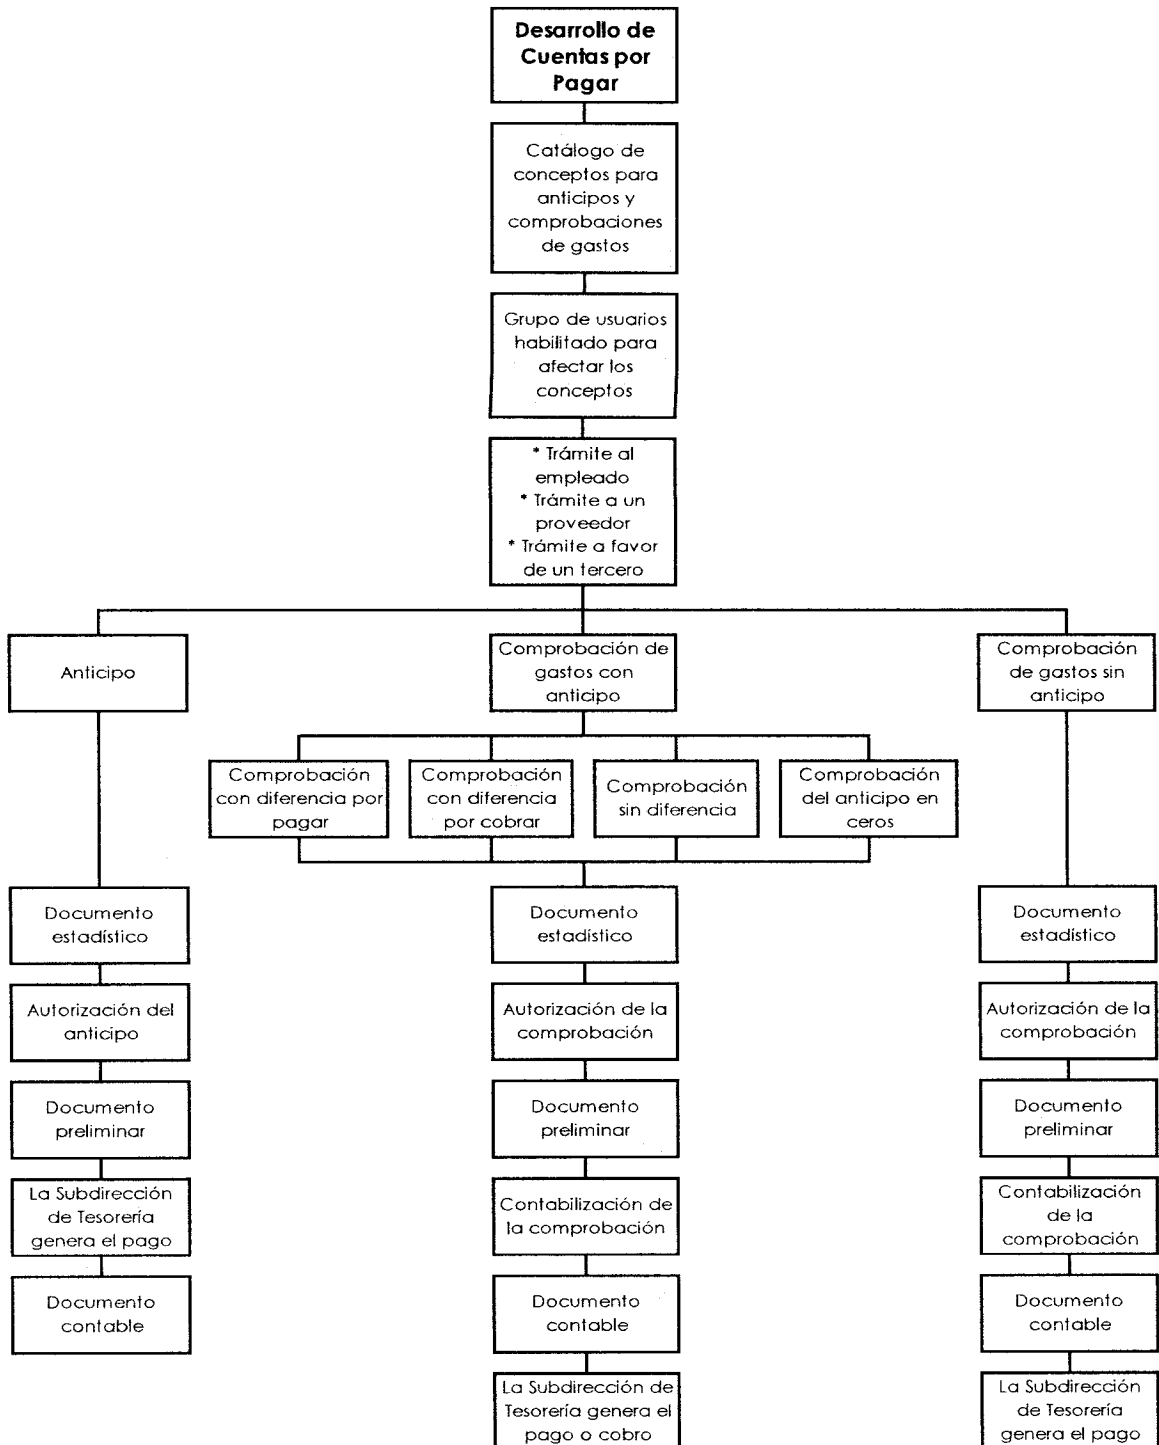 Desarrollo de
Cuentas por
Pagar
Catálogo de
conceptos para
anticipos y
comprobaciones
de gastos
Grupo de usuarios
habilitado para
afectar los
conceptos
* Trámite al
empleado
* Trámite a un
proveedor
* Trámite a favor
de un tercero
Anticipo
Comprobación de
gastos con
anticipo
Comprobación
de gastos sin
anticipo
Comprobación
con diferencia por
pagar
Comprobación
con diferencia
por cobrar
Comprobación
sin diferencia
Comprobación
del anticipo en
ceros
Documento
estadístico
Documento
estadístico
Documento
estadístico
Autorización del
anticipo
Autorización de la
comprobación
Autorización de la
comprobación
Documento
preliminar
Documento
preliminar
Documento
preliminar
La Subdirección
de Tesorería
genera el pago
Contabilización de
la comprobación
Contabilización
de la
comprobación
Documento
contable
Documento
contable
Documento
contable
La Subdirección de
Tesorería genera el
pago o cobro
La Subdirección
de Tesorería
genera el pago